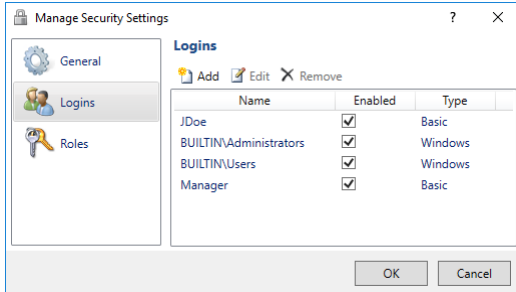 Manage Security Settings ?
General
Logins
Roles
Logins
Add Edit Remove
Name Enabled Type
JDoe Basic
BUILTIN\Administrators Windows
BUILTIN\Users Windows
Manager Basic
OK Cancel